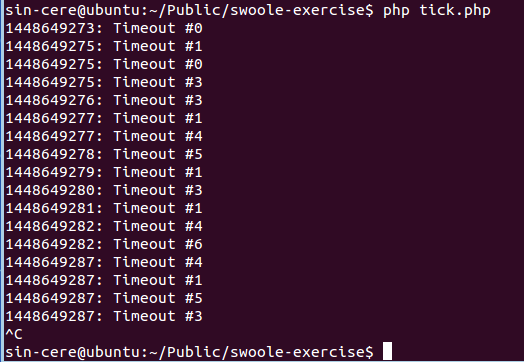 sin-cere@ubuntu:~/Public/swoole-exercise$ php tick.php
1448649273: Timeout #0
1448649275: Timeout #1
1448649275: Timeout #0
1448649275: Timeout #3
1448649276: Timeout #3
1448649277: Timeout #1
1448649277: Timeout #4
1448649278: Timeout #5
1448649279: Timeout #1
1448649280: Timeout #3
1448649281: Timeout #1
1448649282: Timeout #4
1448649282: Timeout #6
1448649287: Timeout #4
1448649287: Timeout #1
1448649287: Timeout #5
1448649287: Timeout #3
^C
sin-cere@ubuntu:~/Public/swoole-exercise$